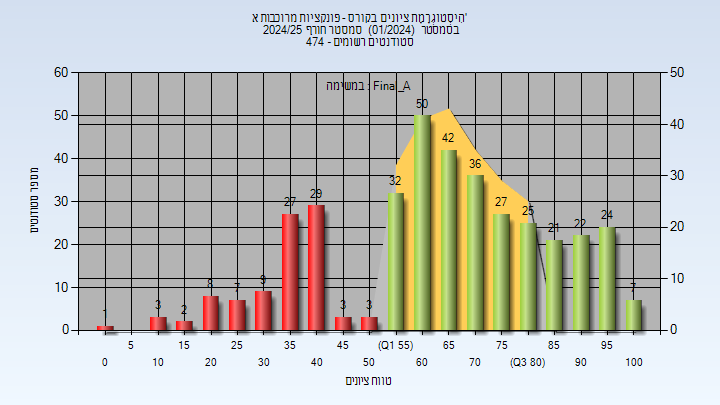 היסטוגרמת ציונים בקורס - פונקציות מרוכבות א'
בסמסטר (01/2024) סמסטר חורף 2024/25
סטודנטים רשומים - 474
במשימה : Final_A
60 50 40 30 20 10 0
50 40 30 20 10 0
מספר סטודנטים
1 3 2 8 7 9 27 29 3 3 32 50 42 36 27 25 21 22 24 7
5 15 25 35 45 (Q1 55) 65 75 85 95
0 10 20 30 40 50 60 70 (Q3 80) 90 100
טווח ציונים